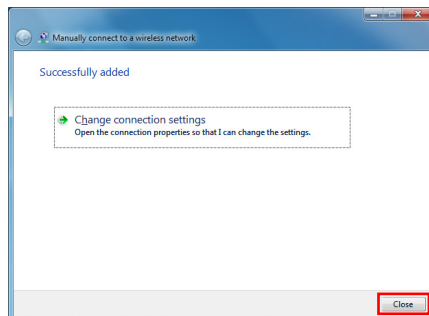 Manually connect to a wireless network
Successfully added
Change connection settings
Open the connection properties so that I can change the settings.
Close